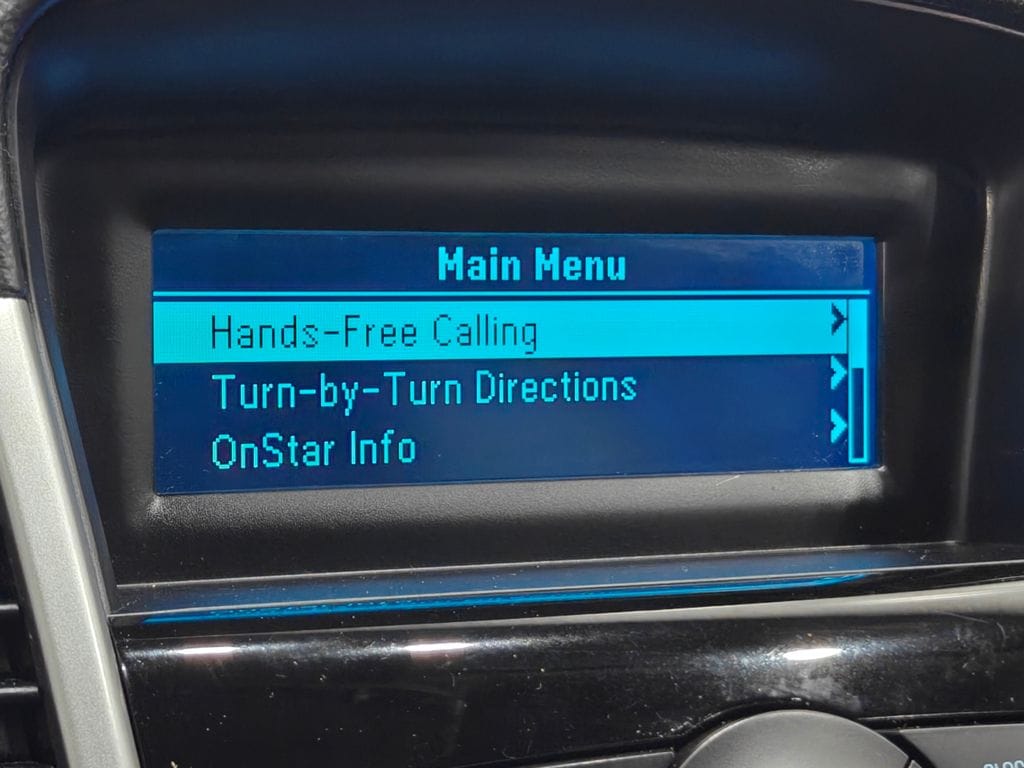 Main Menu
Hands-Free Calling
Turn-by-Turn Directions
OnStar Info